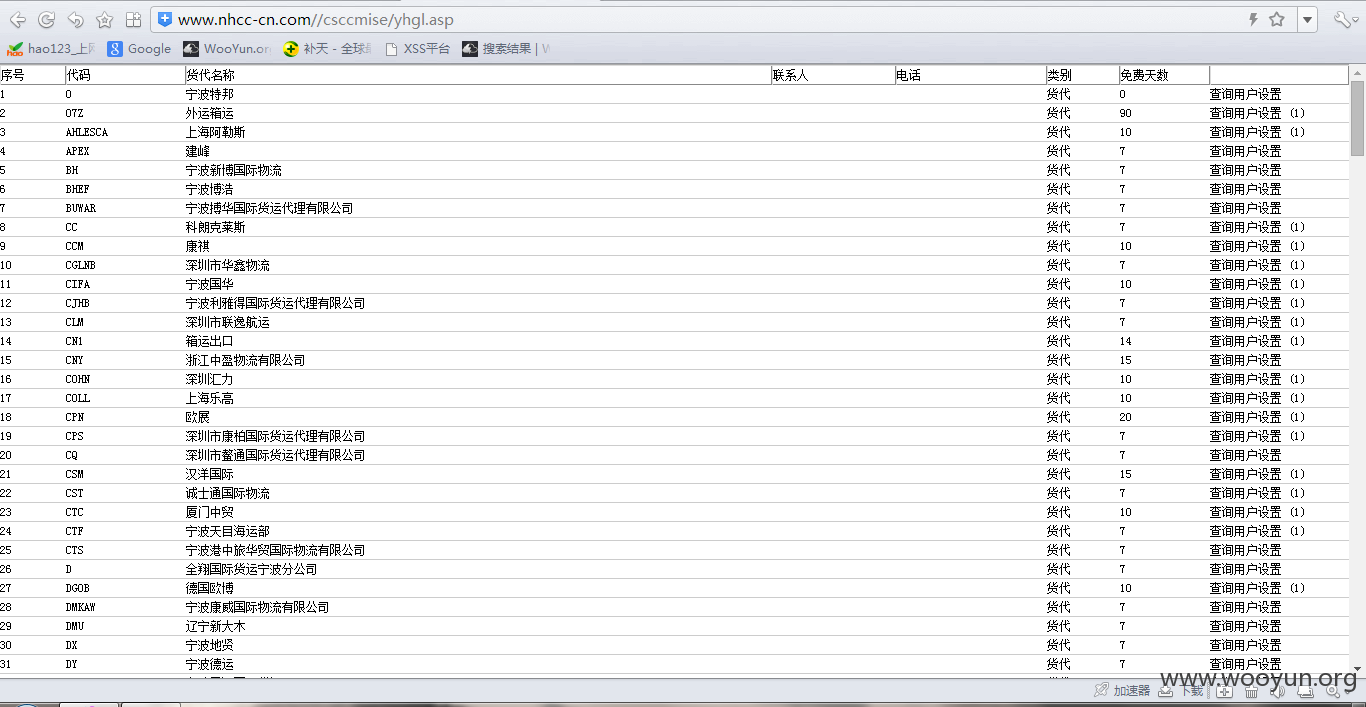 www.nhcc-cn.com//csccmise/yhgl.asp
hao123_上 Google WooYun.or 补天 - 全球 XSS平台 搜索结果 |
序号 代码 货代名称 联系人 电话 类别 免费天数
1 0 宁波特邦 货代 0 查询用户设置
2 07Z 外运箱运 货代 90 查询用户设置 (1)
3 AHLESCA 上海阿勒斯 货代 10 查询用户设置 (1)
4 APEX 建峰 货代 7 查询用户设置
5 BH 宁波新博国际物流 货代 7 查询用户设置
6 BHEF 宁波博浩 货代 7 查询用户设置
7 BUWAR 宁波搏华国际货运代理有限公司 货代 7 查询用户设置
8 CC 科朗克莱斯 货代 7 查询用户设置 (1)
9 CCM 康祺 货代 10 查询用户设置 (1)
10 CGLNB 深圳市华鑫物流 货代 7 查询用户设置 (1)
11 CIFA 宁波国华 货代 10 查询用户设置 (1)
12 CJHB 宁波利雅得国际货运代理有限公司 货代 7 查询用户设置 (1)
13 CLM 深圳市联逸航运 货代 7 查询用户设置 (1)
14 CN1 箱运出口 货代 14 查询用户设置 (1)
15 CNY 浙江中盈物流有限公司 货代 15 查询用户设置
16 COHN 深圳汇力 货代 10 查询用户设置 (1)
17 COLL 上海乐高 货代 10 查询用户设置 (1)
18 CPN 欧展 货代 20 查询用户设置 (1)
19 CPS 深圳市康柏国际货运代理有限公司 货代 7 查询用户设置 (1)
20 CQ 深圳市鳌通国际货运代理有限公司 货代 7 查询用户设置
21 CSM 汉洋国际 货代 15 查询用户设置 (1)
22 CST 诚士通国际物流 货代 7 查询用户设置 (1)
23 CTC 厦门中贸 货代 10 查询用户设置 (1)
24 CTF 宁波天目海运部 货代 7 查询用户设置 (1)
25 CTS 宁波港中旅华贸国际物流有限公司 货代 7 查询用户设置
26 D 全翔国际货运宁波分公司 货代 7 查询用户设置
27 DGOB 德国欧博 货代 10 查询用户设置 (1)
28 DMKAW 宁波康威国际物流有限公司 货代 7 查询用户设置
29 DMU 辽宁新大木 货代 7 查询用户设置
30 DX 宁波地贤 货代 7 查询用户设置
31 DY 宁波德运 货代 7 查询用户设置
www.wooyun.org
加速器 下载